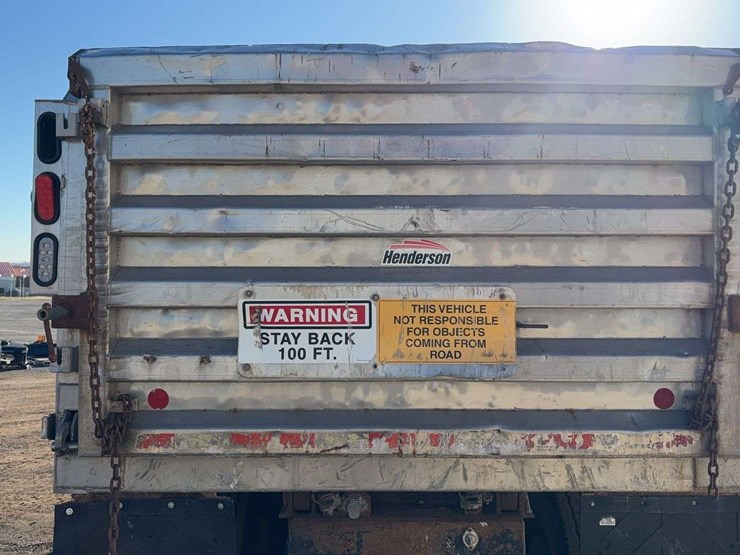 Henderson
WARNING
STAY BACK
100 FT.
THIS VEHICLE
NOT RESPONSIBLE
FOR OBJECTS
COMING FROM
ROAD